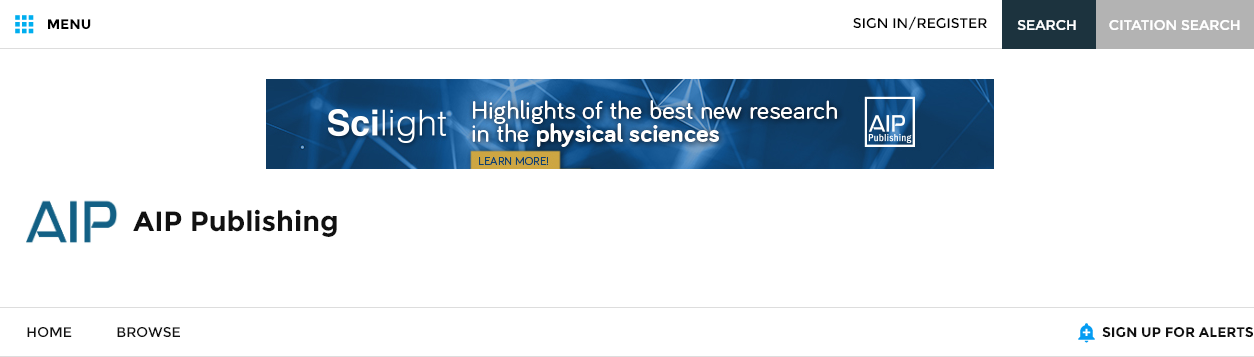 MENU
SIGN IN/REGISTER
SEARCH
CITATION SEARCH
Scilight
Highlights of the best new research
in the physical sciences
LEARN MORE!
AIP
Publishing
AIP AIP Publishing
HOME
BROWSE
SIGN UP FOR ALERTS